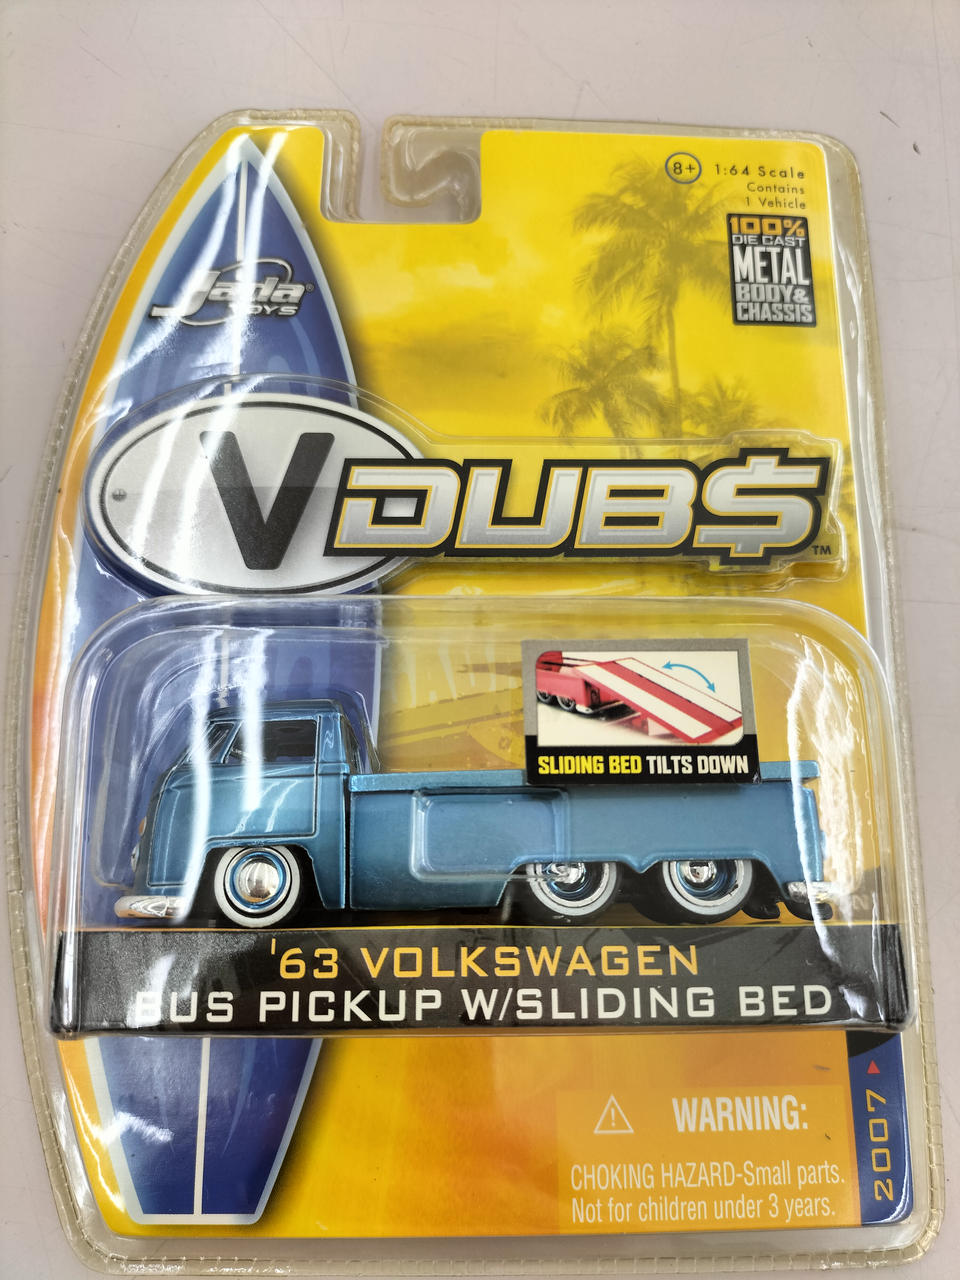 8+
1:64 Scale
Contains
1 Vehicle
100%
DIE CAST
METAL
BODY&
CHASSIS
Jada®
TOYS
V DUB$™
SLIDING BED TILTS DOWN
'63 VOLKSWAGEN
BUS PICKUP W/SLIDING BED
2007
WARNING:
CHOKING HAZARD-Small parts.
Not for children under 3 years.